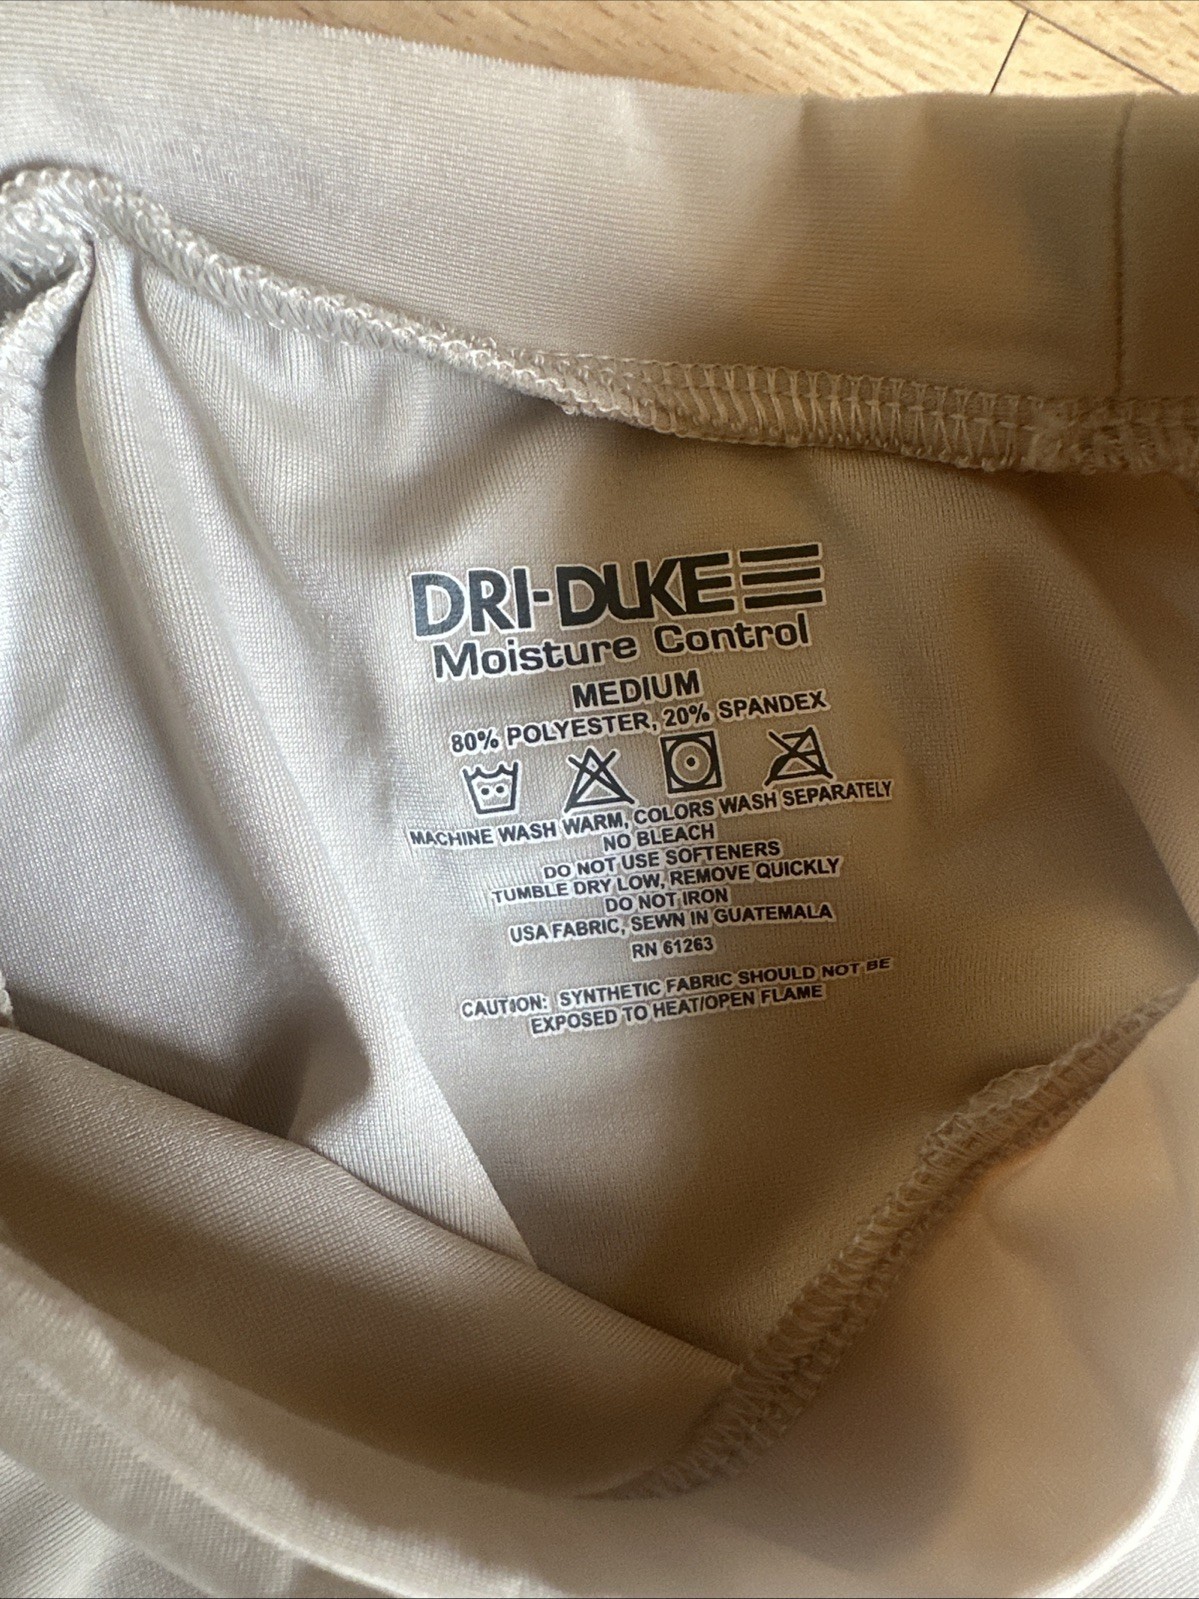 DRI-DUKE
Moisture Control
MEDIUM
80% POLYESTER, 20% SPANDEX
MACHINE WASH WARM, COLORS WASH SEPARATELY
NO BLEACH
DO NOT USE SOFTENERS
TUMBLE DRY LOW, REMOVE QUICKLY
DO NOT IRON
USA FABRIC, SEWN IN GUATEMALA
RN 61263
CAUTION: SYNTHETIC FABRIC SHOULD NOT BE
EXPOSED TO HEAT/OPEN FLAME